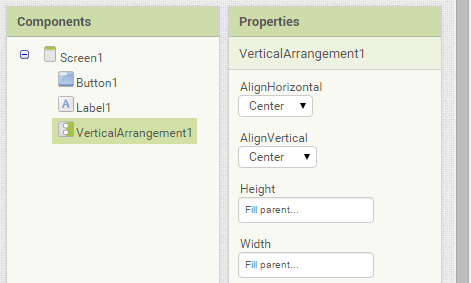 Components
Screen1
Button1
A Label1
VerticalArrangement1
Properties
VerticalArrangement1
AlignHorizontal
Center
AlignVertical
Center
Height
Fill parent...
Width
Fill parent...